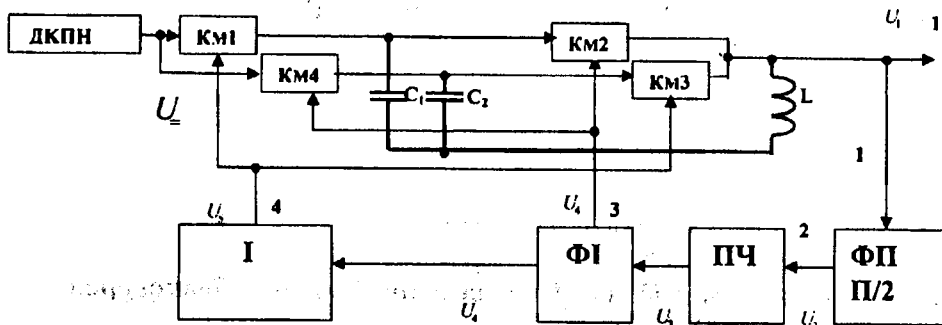 U₁ 1
ДКПН
Км1
Км2
Км4
Км3
U=
C₁
C₂
L
1
U₅ 4
U₄ 3
2
I
ФІ
ПЧ
ФП
П/2
U₄
U₃
U₂